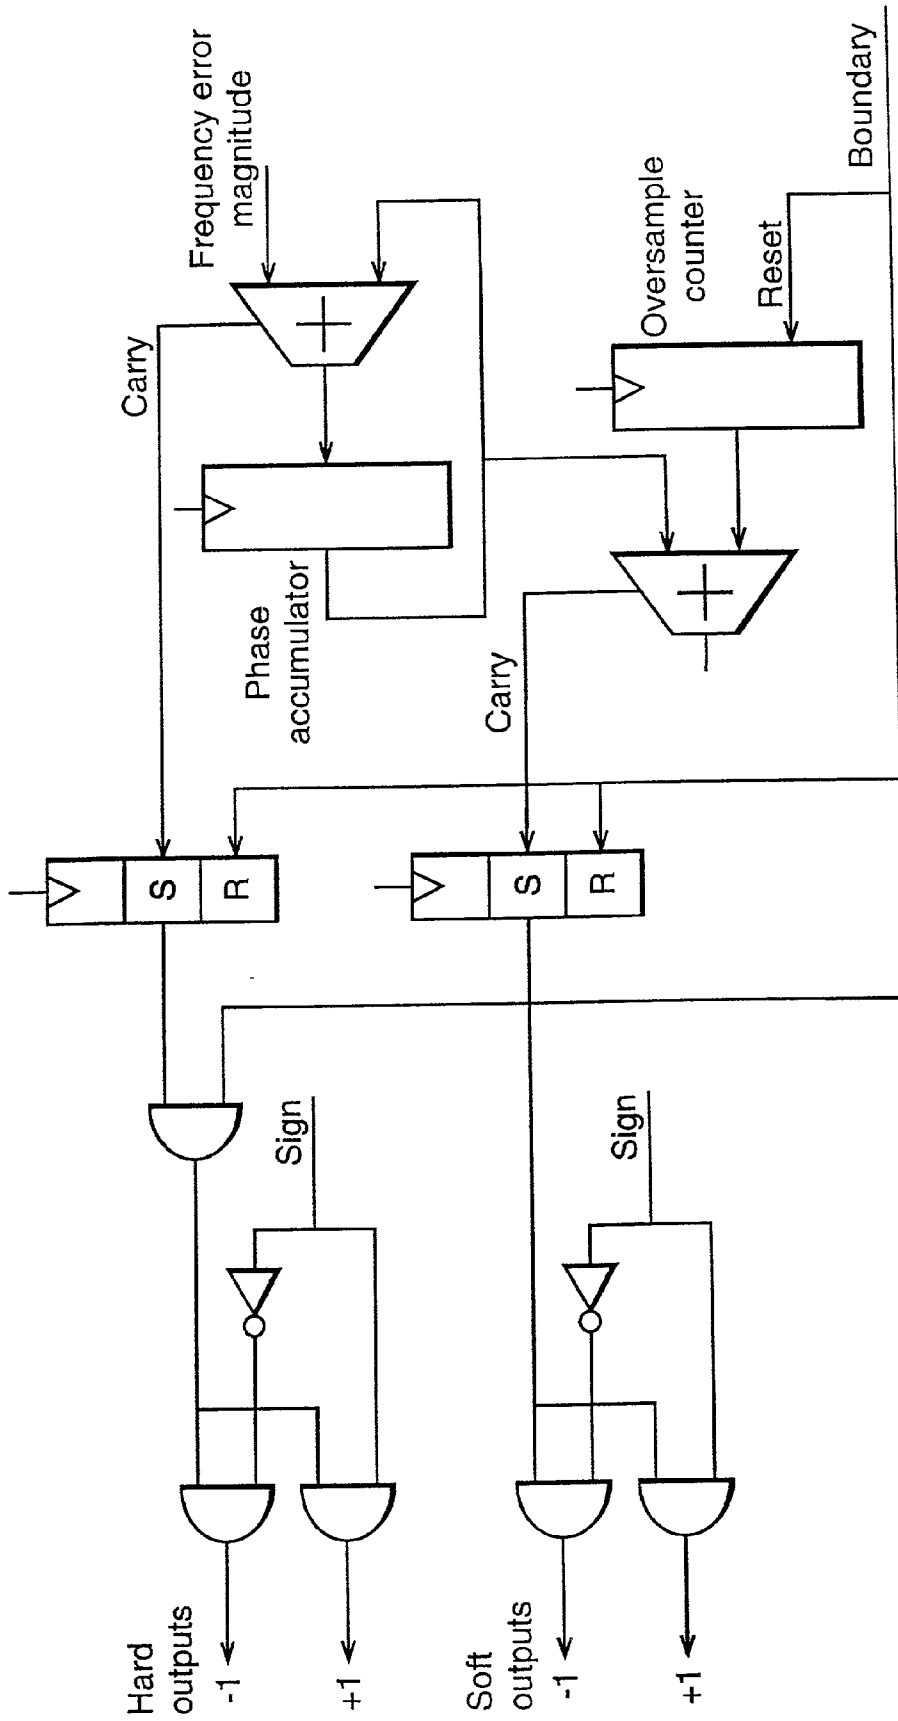 Frequency error
magnitude
Carry
Phase
accumulator
S
R
Sign
Hard
outputs
-1
+1
Oversample
counter
Reset
Boundary
Carry
S
R
Sign
Soft
outputs
-1
+1